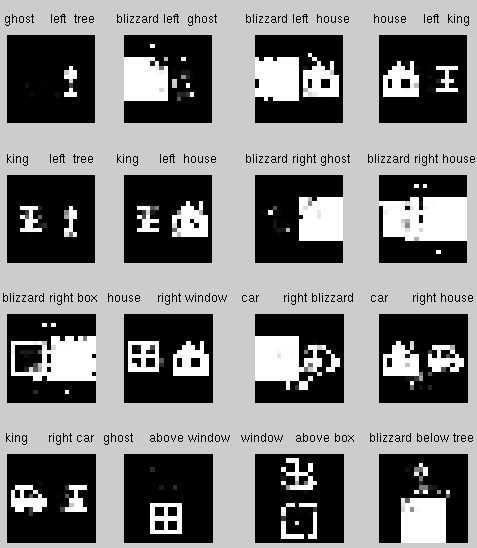 ghost left tree blizzard left ghost blizzard left house house left king
king left tree king left house blizzard right ghost blizzard right house
blizzard right box house right window car right blizzard car right house
king right car ghost above window window above box blizzard below tree